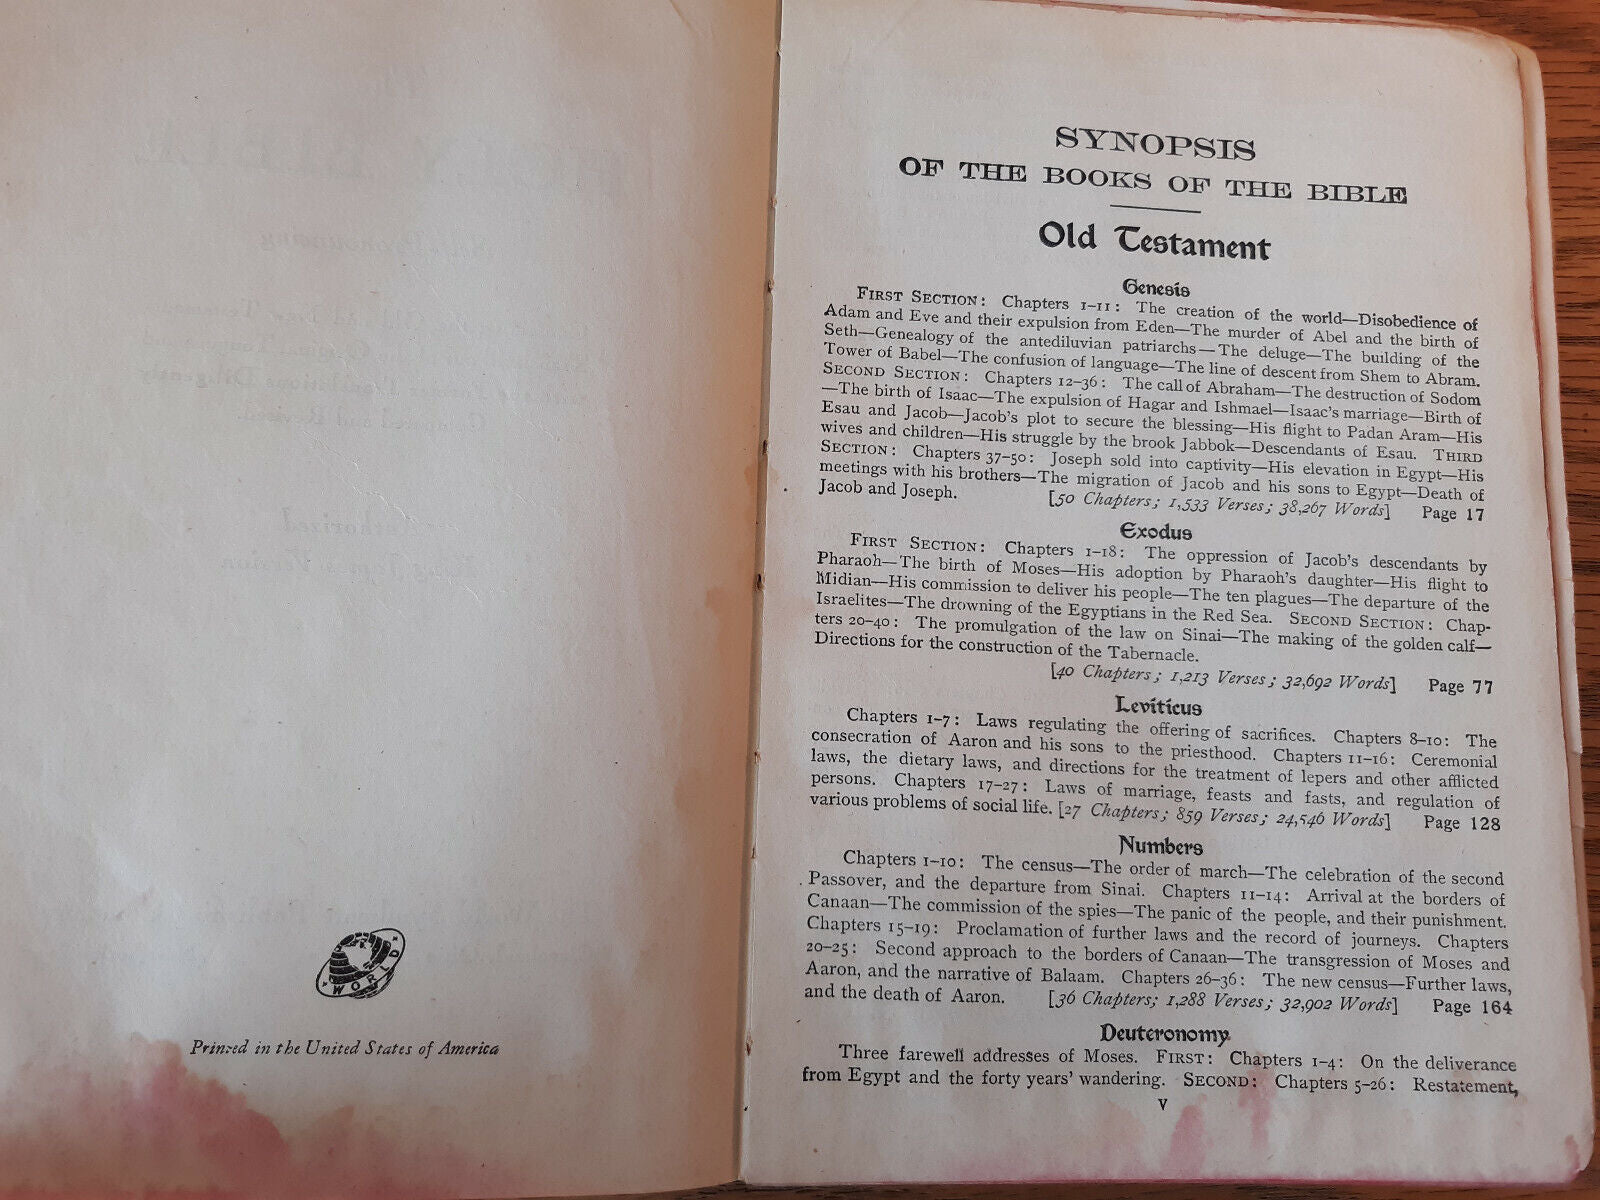 WORLD
Printed in the United States of America
SYNOPSIS
OF THE BOOKS OF THE BIBLE
Old Testament
Genesis
FIRST SECTION: Chapters 1-11: The creation of the world—Disobedience of
Adam and Eve and their expulsion from Eden—The murder of Abel and the birth of
Seth—Genealogy of the antediluvian patriarchs—The deluge—The building of the
Tower of Babel—The confusion of language—The line of descent from Shem to Abram.
SECOND SECTION: Chapters 12-36: The call of Abraham—The destruction of Sodom
—The birth of Isaac—The expulsion of Hagar and Ishmael—Isaac's marriage—Birth of
Esau and Jacob—Jacob's plot to secure the blessing—His flight to Padan Aram—His
wives and children—His struggle by the brook Jabbok—Descendants of Esau. THIRD
SECTION: Chapters 37-50: Joseph sold into captivity—His elevation in Egypt—His
meetings with his brothers—The migration of Jacob and his sons to Egypt—Death of
Jacob and Joseph. [50 Chapters; 1,533 Verses; 38,267 Words] Page 17
Exodus
FIRST SECTION: Chapters 1-18: The oppression of Jacob's descendants by
Pharaoh—The birth of Moses—His adoption by Pharaoh's daughter—His flight to
Midian—His commission to deliver his people—The ten plagues—The departure of the
Israelites—The drowning of the Egyptians in the Red Sea. SECOND SECTION: Chap-
ters 20-40: The promulgation of the law on Sinai—The making of the golden calf—
Directions for the construction of the Tabernacle.
[40 Chapters; 1,213 Verses; 32,692 Words] Page 77
Leviticus
Chapters 1-7: Laws regulating the offering of sacrifices. Chapters 8-10: The
consecration of Aaron and his sons to the priesthood. Chapters 11-16: Ceremonial
laws, the dietary laws, and directions for the treatment of lepers and other afflicted
persons. Chapters 17-27: Laws of marriage, feasts and fasts, and regulation of
various problems of social life. [27 Chapters; 859 Verses; 24,546 Words] Page 128
Numbers
Chapters 1-10: The census—The order of march—The celebration of the second
Passover, and the departure from Sinai. Chapters 11-14: Arrival at the borders of
Canaan—The commission of the spies—The panic of the people, and their punishment.
Chapters 15-19: Proclamation of further laws and the record of journeys. Chapters
20-25: Second approach to the borders of Canaan—The transgression of Moses and
Aaron, and the narrative of Balaam. Chapters 26-36: The new census—Further laws,
and the death of Aaron. [36 Chapters; 1,288 Verses; 32,902 Words] Page 164
Deuteronomy
Three farewell addresses of Moses. FIRST: Chapters 1-4: On the deliverance
from Egypt and the forty years' wandering. SECOND: Chapters 5-26: Restatement,
V